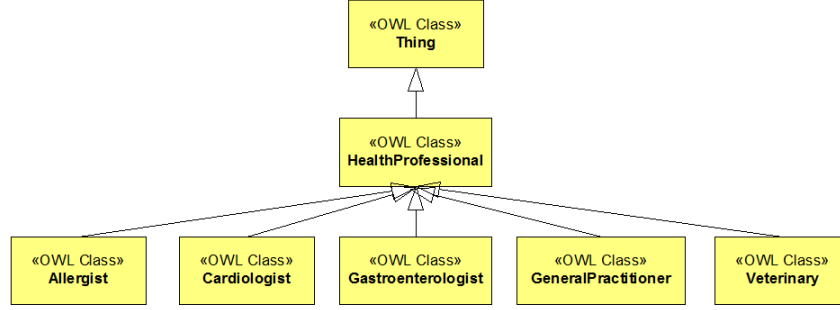 «OWL Class»
Thing
«OWL Class»
HealthProfessional
«OWL Class»
Allergist
«OWL Class»
Cardiologist
«OWL Class»
Gastroenterologist
«OWL Class»
GeneralPractitioner
«OWL Class»
Veterinary